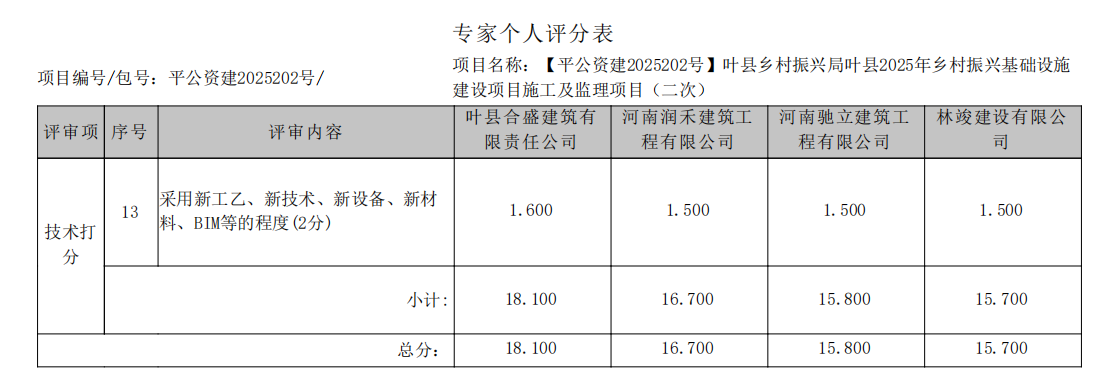 专家个人评分表
项目编号/包号: 平公资建2025202号/
项目名称: 【平公资建2025202号】叶县乡村振兴局叶县2025年乡村振兴基础设施
建设项目施工及监理项目（二次）
评审项 序号 评审内容 叶县合盛建筑有 河南润禾建筑工 河南驰立建筑工 林竣建设有限公
限责任公司 程有限公司 程有限公司 司
技术打
分
13
采用新工乙、新技术、新设备、新材
料、BIM等的程度(2分)
1.600 1.500 1.500 1.500
小计: 18.100 16.700 15.800 15.700
总分: 18.100 16.700 15.800 15.700